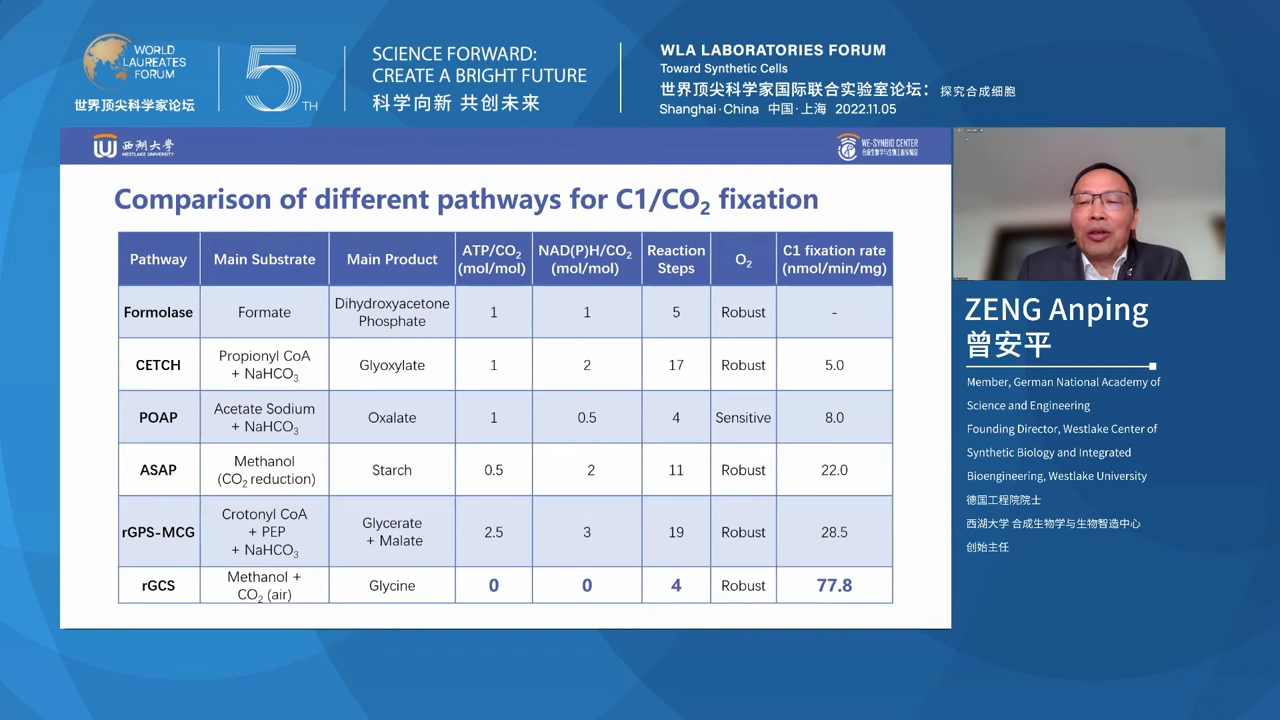 WORLD
LAUREATES
FORUM
世界顶尖科学家论坛
5TH
SCIENCE FORWARD:
CREATE A BRIGHT FUTURE
科学向新 共创未来
WLA LABORATORIES FORUM
Toward Synthetic Cells
世界顶尖科学家国际联合实验室论坛：探究合成细胞
Shanghai·China 中国·上海 2022.11.05
西湖大學
WESTLAKE UNIVERSITY
WE-SYNBIO CENTER
Comparison of different pathways for C1/CO₂ fixation
Pathway Main Substrate Main Product ATP/CO₂ (mol/mol) NAD(P)H/CO₂ (mol/mol) Reaction Steps O₂ C1 fixation rate (nmol/min/mg)
Formolase Formate Dihydroxyacetone Phosphate 1 1 5 Robust -
CETCH Propionyl CoA + NaHCO₃ Glyoxylate 1 2 17 Robust 5.0
POAP Acetate Sodium + NaHCO₃ Oxalate 1 0.5 4 Sensitive 8.0
ASAP Methanol (CO₂ reduction) Starch 0.5 2 11 Robust 22.0
rGPS-MCG Crotonyl CoA + PEP + NaHCO₃ Glycerate + Malate 2.5 3 19 Robust 28.5
rGCS Methanol + CO₂ (air) Glycine 0 0 4 Robust 77.8
ZENG Anping
曾安平
Member, German National Academy of
Science and Engineering
Founding Director, Westlake Center of
Synthetic Biology and Integrated
Bioengineering, Westlake University
德国工程院院士
西湖大学 合成生物学与生物智造中心
创始主任